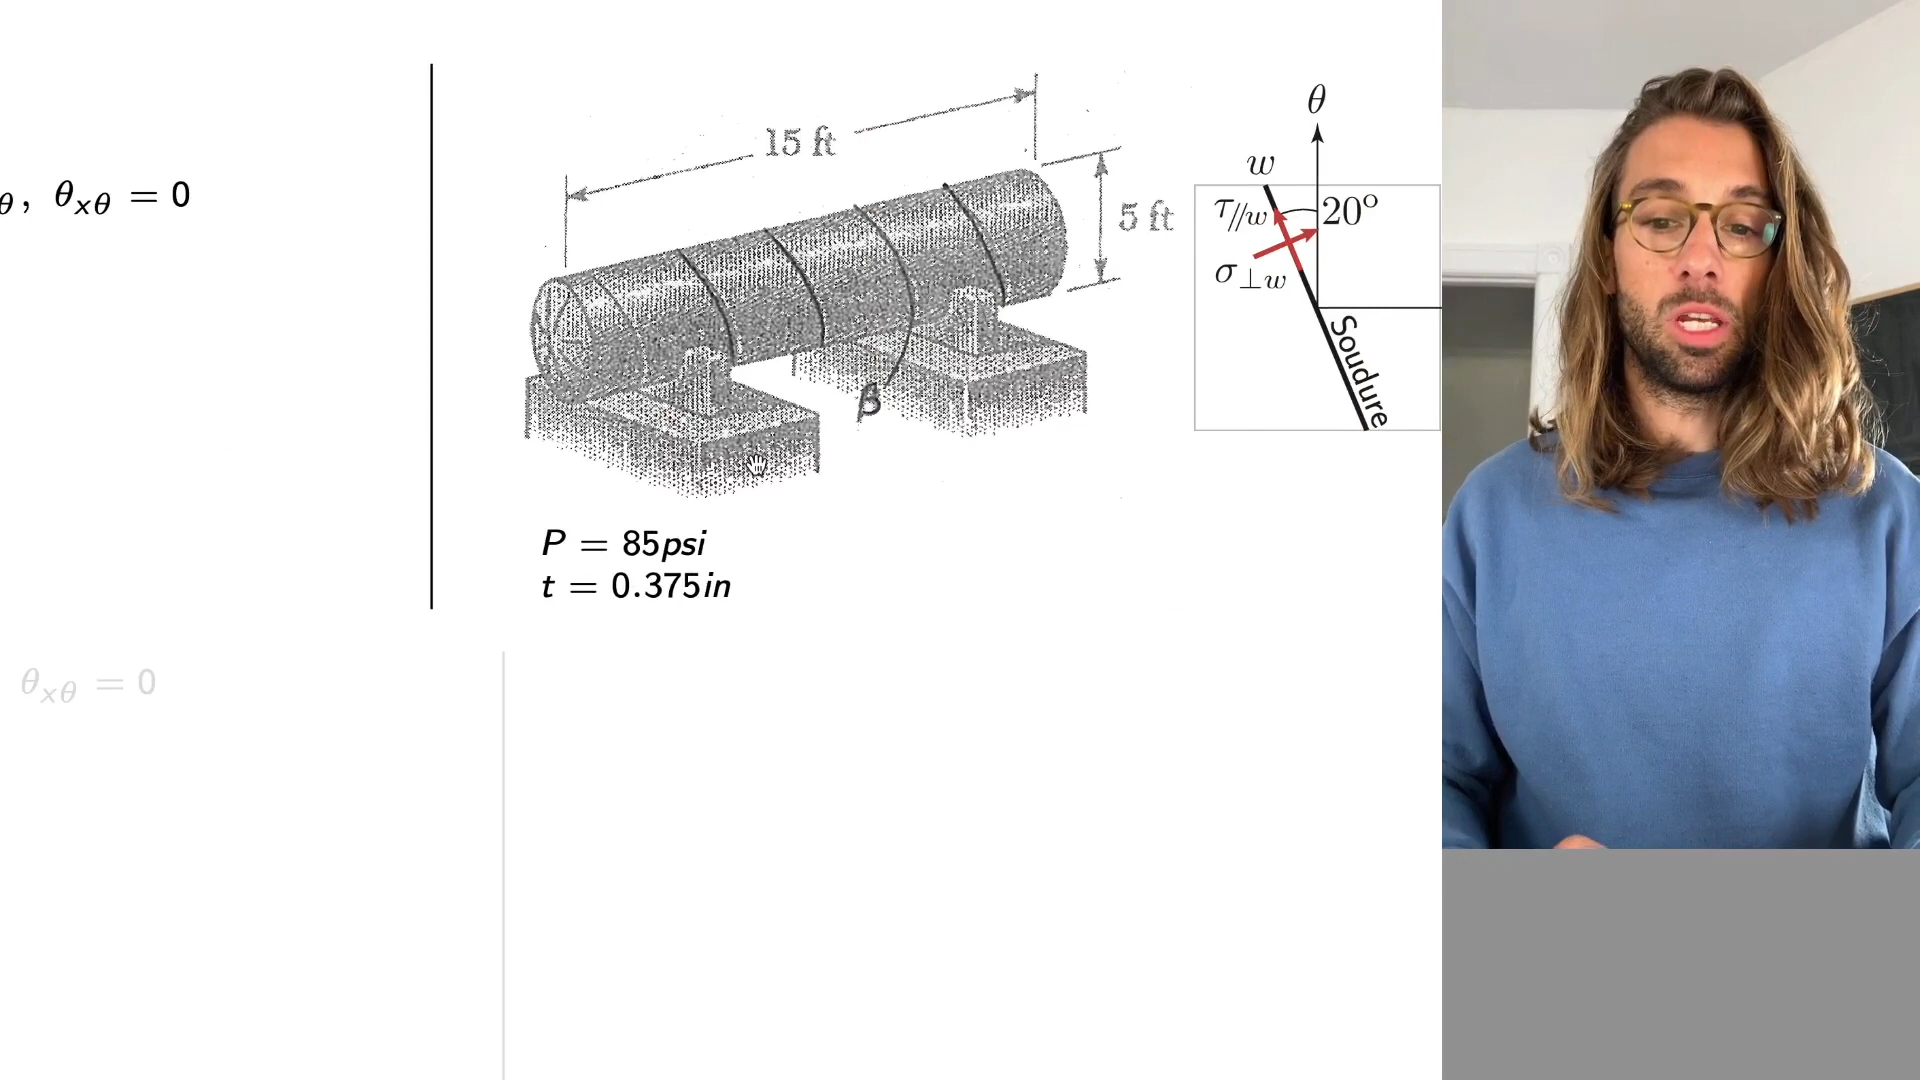 θ, θxθ = 0
15 ft
5 ft
β
P = 85psi
t = 0.375in
θ
w
τ//w
20°
σ⊥w
Soudure
θxθ = 0